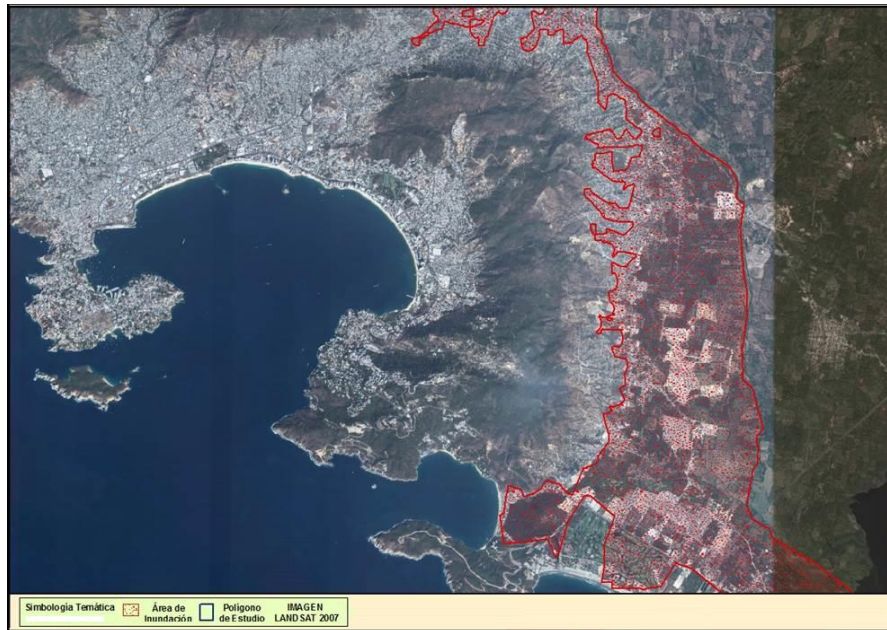 Simbología Temática
Área de
Inundación
Polígono
de Estudio
IMAGEN
LANDSAT 2007